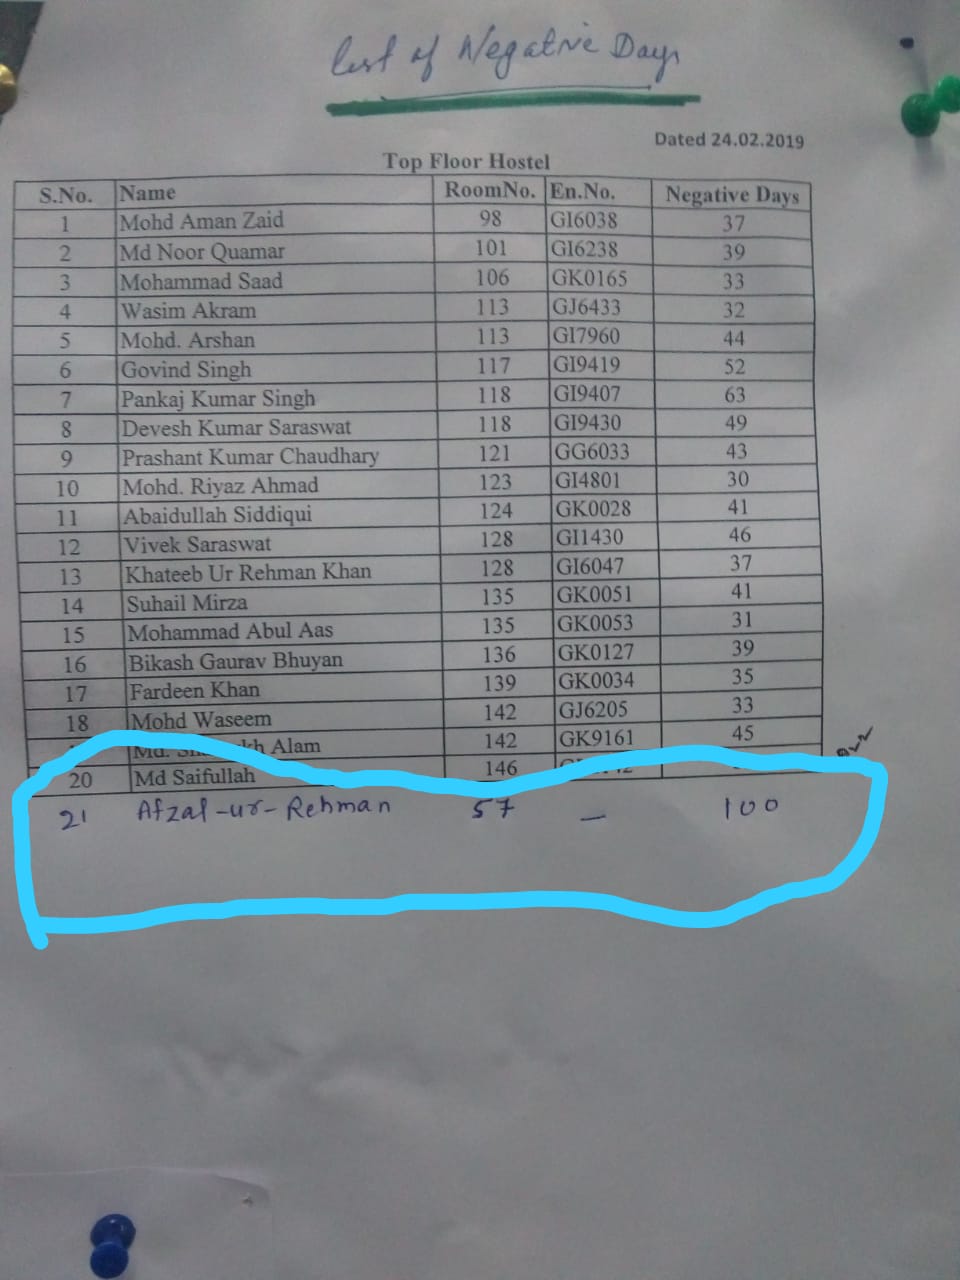 List of Negative Days
Dated 24.02.2019
Top Floor Hostel
S.No. Name RoomNo. En.No. Negative Days
1 Mohd Aman Zaid 98 GI6038 37
2 Md Noor Quamar 101 GI6238 39
3 Mohammad Saad 106 GK0165 33
4 Wasim Akram 113 GJ6433 32
5 Mohd. Arshan 113 GI7960 44
6 Govind Singh 117 GI9419 52
7 Pankaj Kumar Singh 118 GI9407 63
8 Devesh Kumar Saraswat 118 GI9430 49
9 Prashant Kumar Chaudhary 121 GG6033 43
10 Mohd. Riyaz Ahmad 123 GI4801 30
11 Abaidullah Siddiqui 124 GK0028 41
12 Vivek Saraswat 128 GI1430 46
13 Khateeb Ur Rehman Khan 128 GI6047 37
14 Suhail Mirza 135 GK0051 41
15 Mohammad Abul Aas 135 GK0053 31
16 Bikash Gaurav Bhuyan 136 GK0127 39
17 Fardeen Khan 139 GK0034 35
18 Mohd Waseem 142 GJ6205 33
Md. Alam 142 GK9161 45
20 Md Saifullah 146
21 Afzal-ur-Rehman 57 – 100